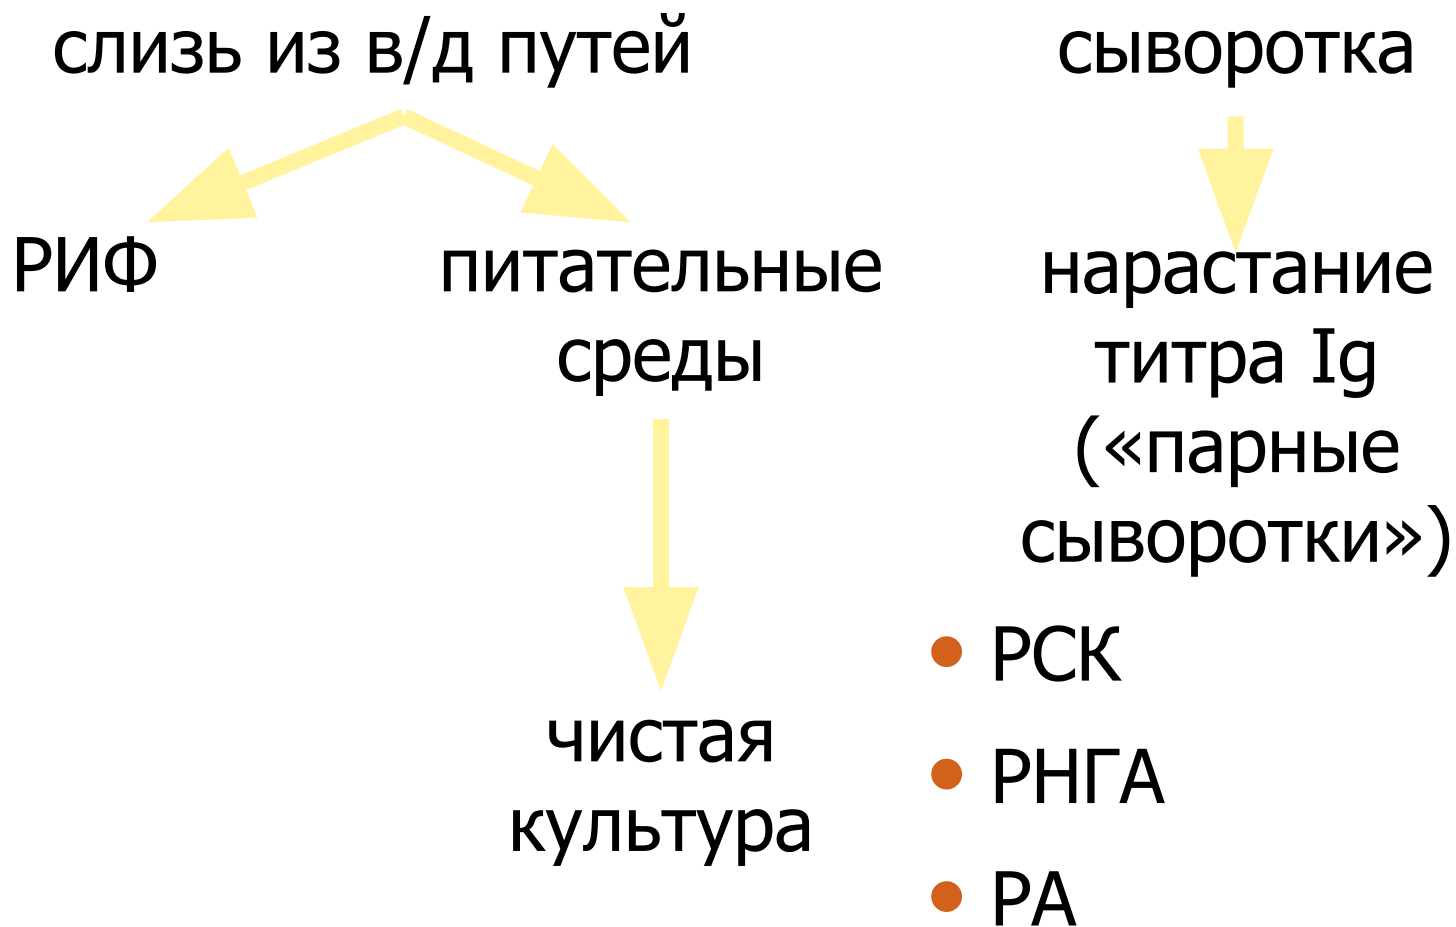 слизь из в/д путей
сыворотка
РИФ
питательные
среды
нарастание
титра Ig
(«парные
сыворотки»)
чистая
культура
• РСК
• РНГА
• РА